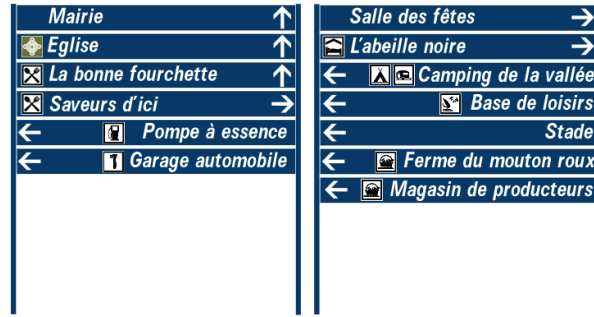 Mairie
Eglise
La bonne fourchette
Saveurs d'ici
Pompe à essence
Garage automobile
Salle des fêtes
L'abeille noire
Camping de la vallée
Base de loisirs
Stade
Ferme du mouton roux
Magasin de producteurs